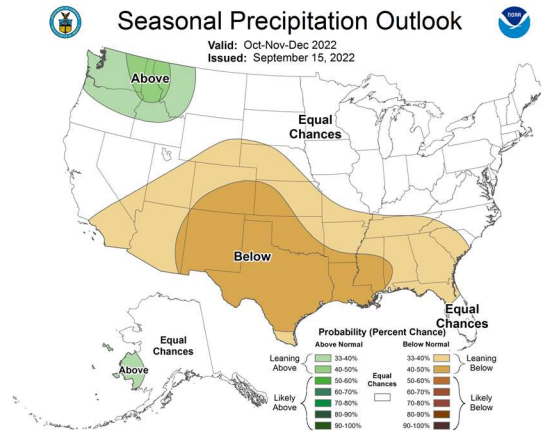 Seasonal Precipitation Outlook
NOAA
Valid: Oct-Nov-Dec 2022
Issued: September 15, 2022
Above
Equal
Chances
Below
Equal
Chances
Equal
Chances
Above
Probability (Percent Chance)
Above Normal
Below Normal
Leaning
Above
33-40%
40-50%
Likely
Above
50-60%
60-70%
70-80%
80-90%
90-100%
Equal
Chances
33-40%
40-50%
Leaning
Below
50-60%
60-70%
70-80%
80-90%
90-100%
Likely
Below